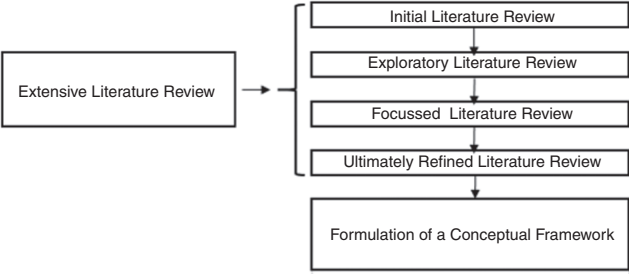 Extensive Literature Review
Initial Literature Review
Exploratory Literature Review
Focussed Literature Review
Ultimately Refined Literature Review
Formulation of a Conceptual Framework